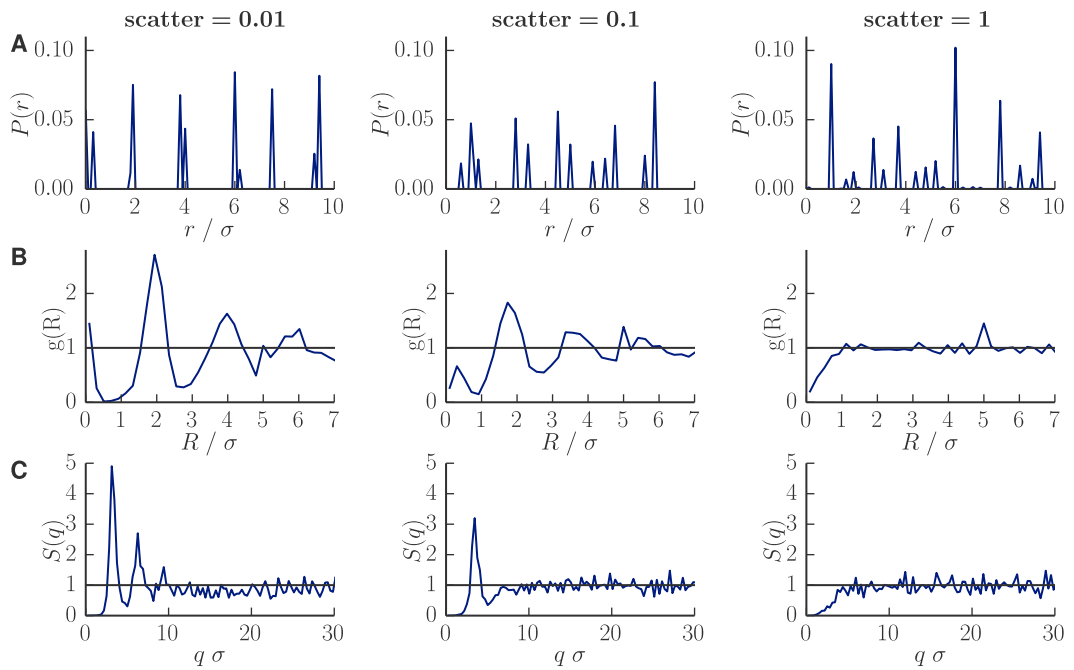 scatter = 0.01 scatter = 0.1 scatter = 1
A
P(r) 0.00 0.05 0.10 P(r) 0.00 0.05 0.10 P(r) 0.00 0.05 0.10
0 2 4 6 8 10 0 2 4 6 8 10 0 2 4 6 8 10
r / σ r / σ r / σ
B
g(R) 0 1 2 g(R) 0 1 2 g(R) 0 1 2
0 1 2 3 4 5 6 7 0 1 2 3 4 5 6 7 0 1 2 3 4 5 6 7
R / σ R / σ R / σ
C
S(q) 0 1 2 3 4 5 S(q) 0 1 2 3 4 5 S(q) 0 1 2 3 4 5
0 10 20 30 0 10 20 30 0 10 20 30
q σ q σ q σ